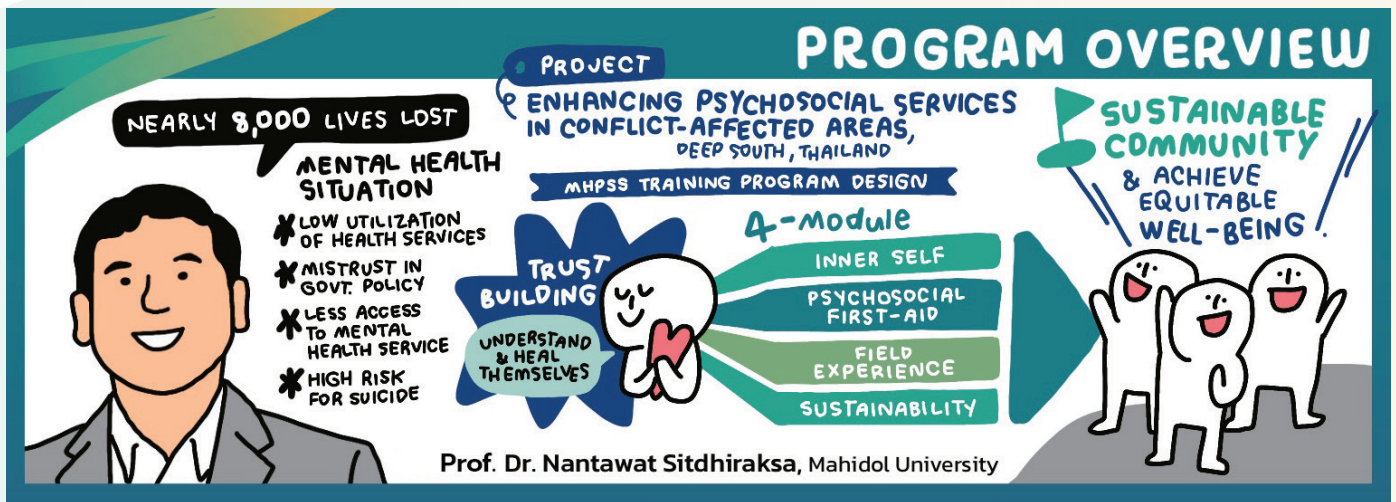 PROGRAM OVERVIEW
NEARLY 8,000 LIVES LOST
MENTAL HEALTH
SITUATION
* LOW UTILIZATION
OF HEALTH SERVICES
* MISTRUST IN
GOVT. POLICY
* LESS ACCESS
TO MENTAL
HEALTH SERVICE
* HIGH RISK
FOR SUICIDE
PROJECT
ENHANCING PSYCHOSOCIAL SERVICES
IN CONFLICT-AFFECTED AREAS,
DEEP SOUTH, THAILAND
MHPSS TRAINING PROGRAM DESIGN
TRUST
BUILDING
UNDERSTAND
& HEAL
THEMSELVES
4-MODULE
INNER SELF
PSYCHOSOCIAL
FIRST-AID
FIELD
EXPERIENCE
SUSTAINABILITY
SUSTAINABLE
COMMUNITY
& ACHIEVE
EQUITABLE
WELL-BEING.
Prof. Dr. Nantawat Sitdhiraksa, Mahidol University